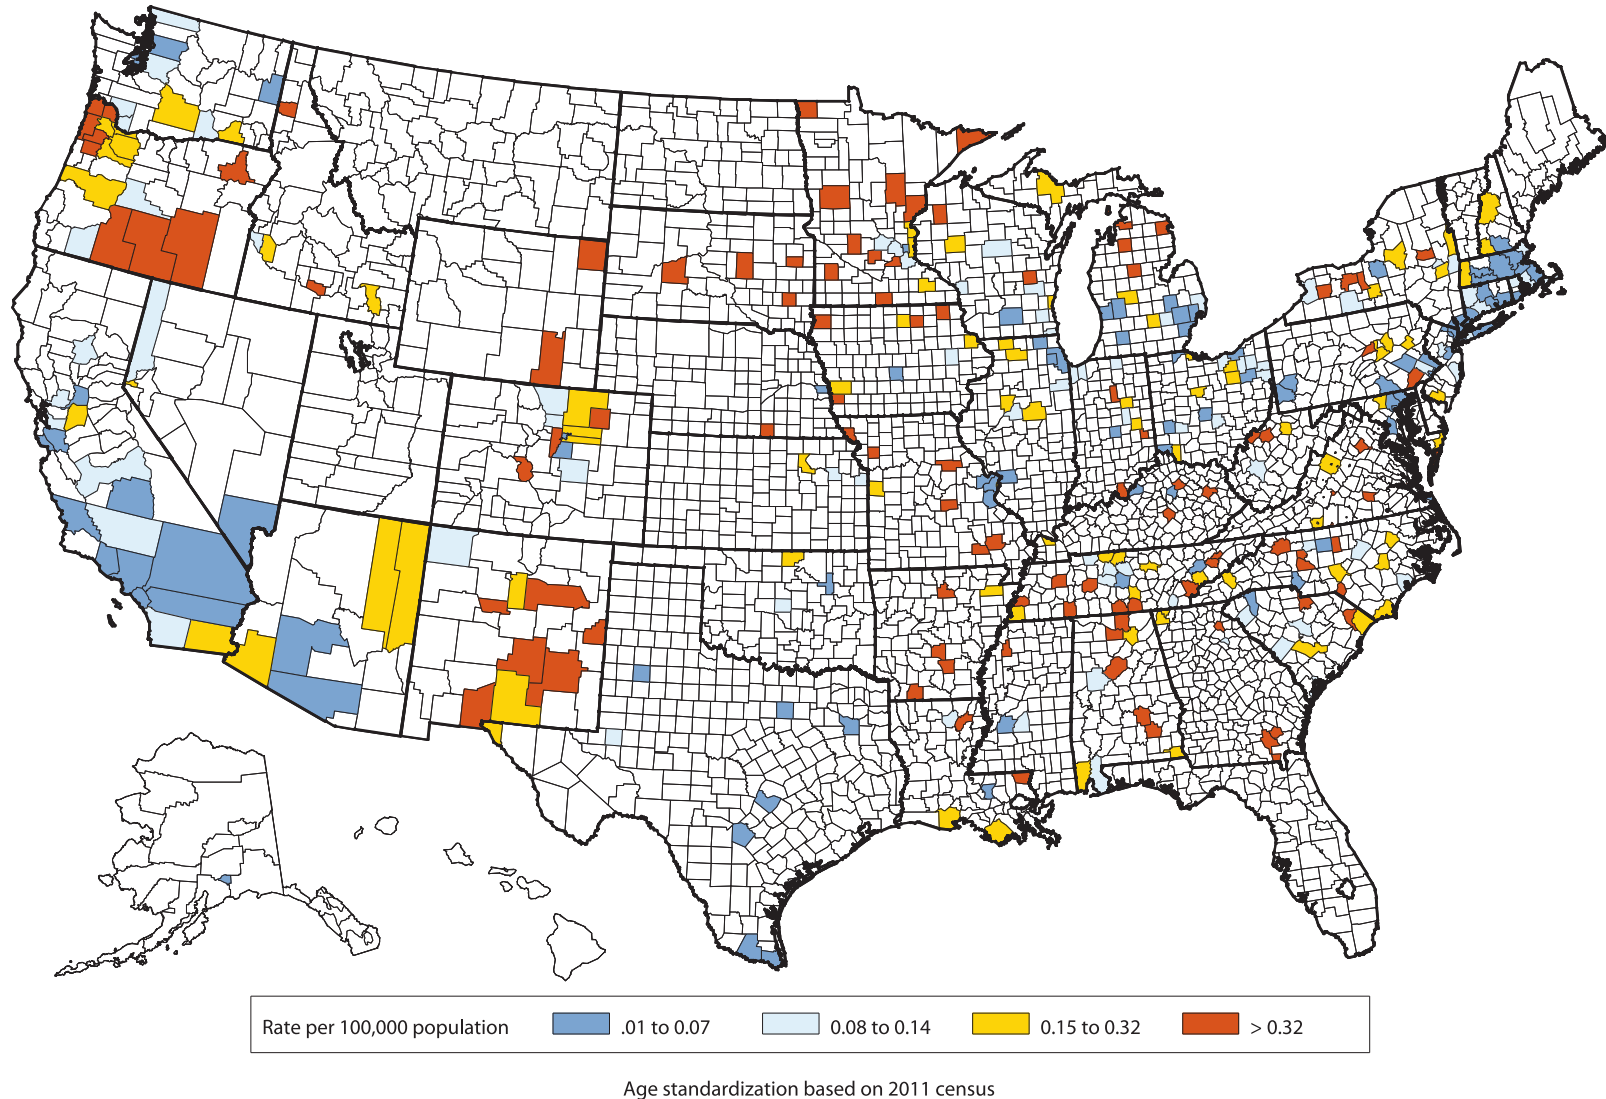 Rate per 100,000 population .01 to 0.07 0.08 to 0.14 0.15 to 0.32 > 0.32
Age standardization based on 2011 census